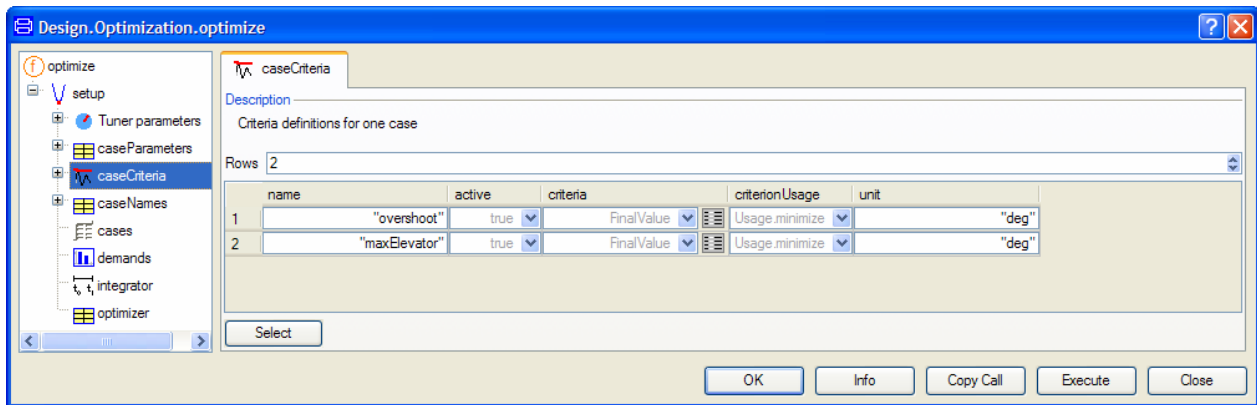 Design.Optimization.optimize
optimize
setup
Tuner parameters
caseParameters
caseCriteria
caseNames
cases
demands
integrator
optimizer
caseCriteria
Description
Criteria definitions for one case
Rows 2
name active criteria criterionUsage unit
1 "overshoot" true FinalValue Usage.minimize "deg"
2 "maxElevator" true FinalValue Usage.minimize "deg"
Select
OK Info Copy Call Execute Close